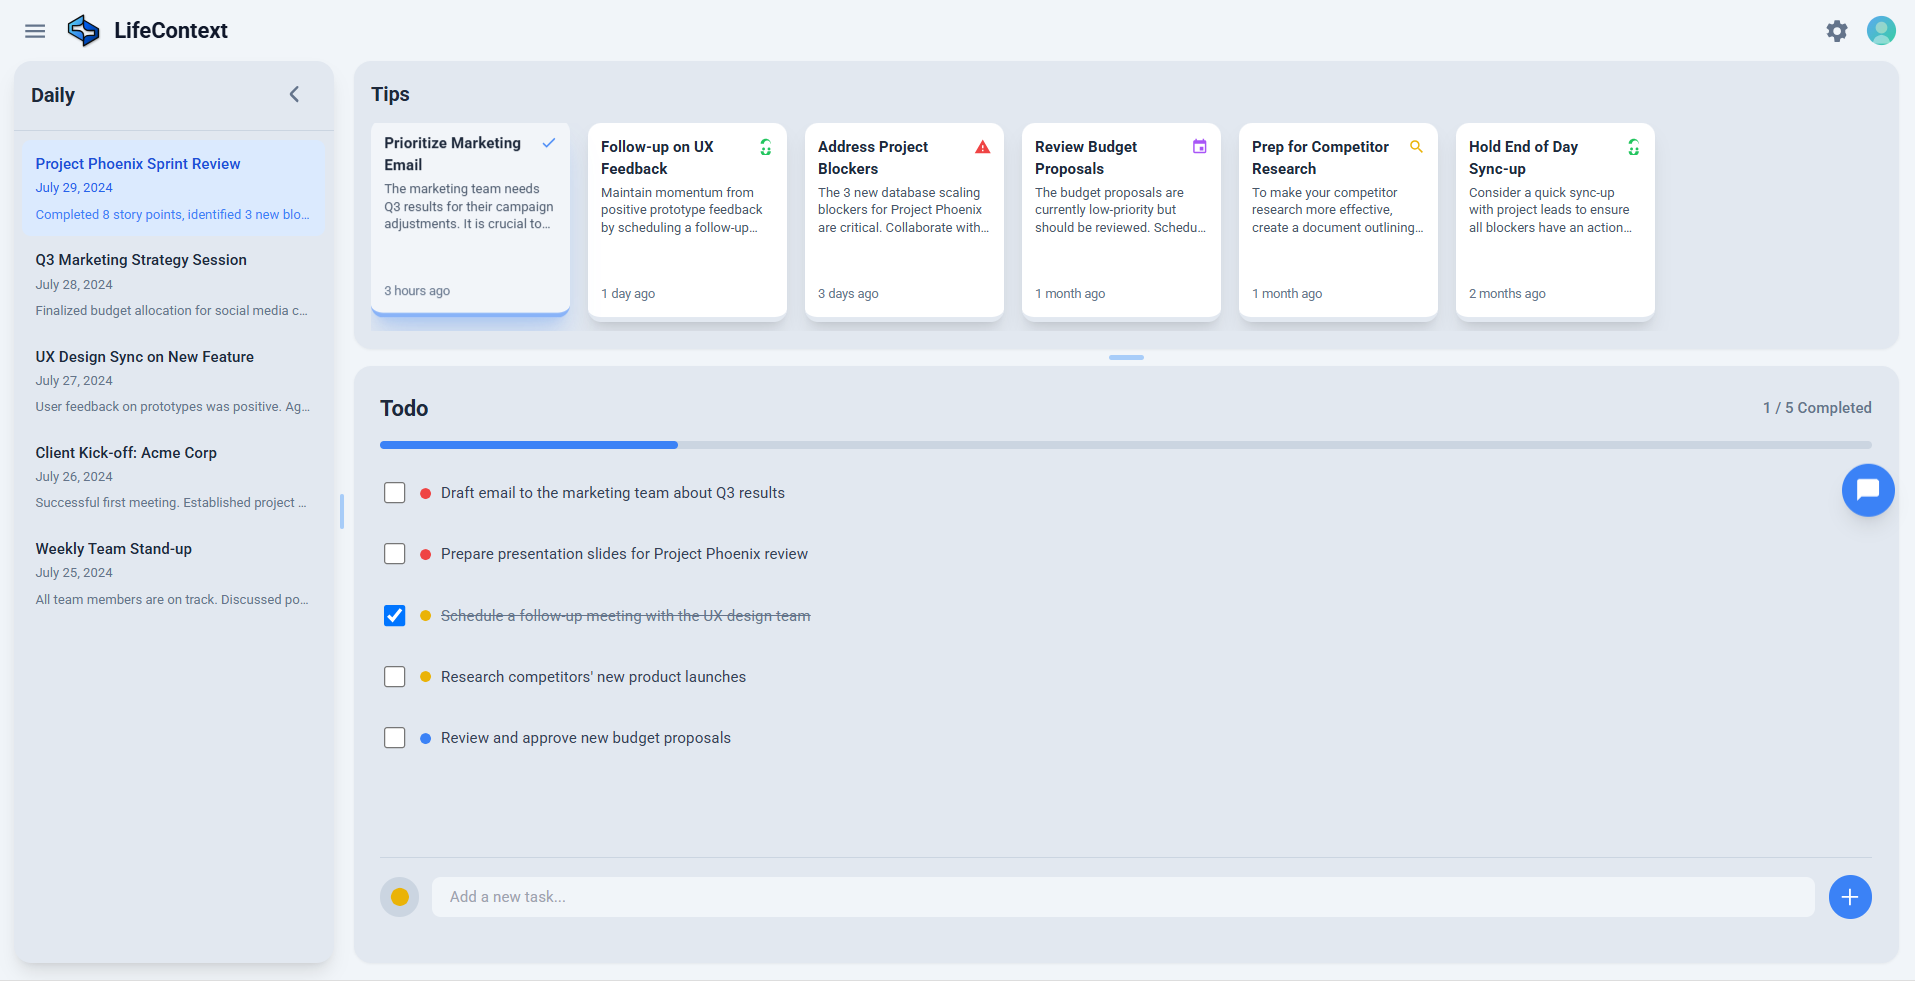 LifeContext
Daily
Project Phoenix Sprint Review
July 29, 2024
Completed 8 story points, identified 3 new blo...
Q3 Marketing Strategy Session
July 28, 2024
Finalized budget allocation for social media c...
UX Design Sync on New Feature
July 27, 2024
User feedback on prototypes was positive. Ag...
Client Kick-off: Acme Corp
July 26, 2024
Successful first meeting. Established project ...
Weekly Team Stand-up
July 25, 2024
All team members are on track. Discussed po...
Tips
Prioritize Marketing
Email
The marketing team needs
Q3 results for their campaign
adjustments. It is crucial to...
3 hours ago
Follow-up on UX
Feedback
Maintain momentum from
positive prototype feedback
by scheduling a follow-up...
1 day ago
Address Project
Blockers
The 3 new database scaling
blockers for Project Phoenix
are critical. Collaborate with...
3 days ago
Review Budget
Proposals
The budget proposals are
currently low-priority but
should be reviewed. Schedu...
1 month ago
Prep for Competitor
Research
To make your competitor
research more effective,
create a document outlining...
1 month ago
Hold End of Day
Sync-up
Consider a quick sync-up
with project leads to ensure
all blockers have an action...
2 months ago
Todo
1 / 5 Completed
Draft email to the marketing team about Q3 results
Prepare presentation slides for Project Phoenix review
Schedule a follow-up meeting with the UX design team
Research competitors' new product launches
Review and approve new budget proposals
Add a new task...